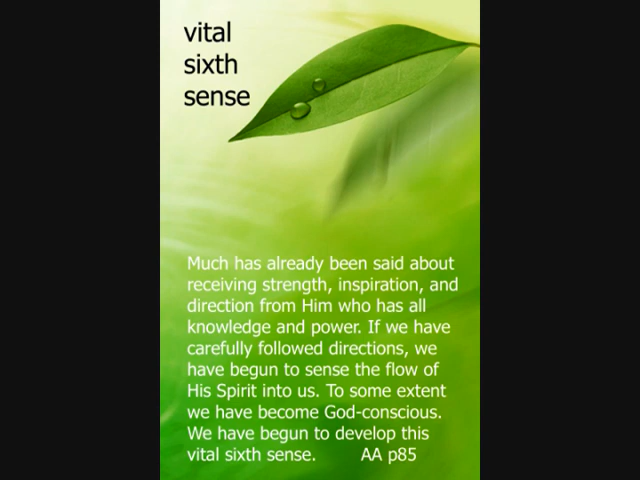 vital
sixth
sense
Much has already been said about
receiving strength, inspiration, and
direction from Him who has all
knowledge and power. If we have
carefully followed directions, we
have begun to sense the flow of
His Spirit into us. To some extent
we have become God-conscious.
We have begun to develop this
vital sixth sense. AA p85